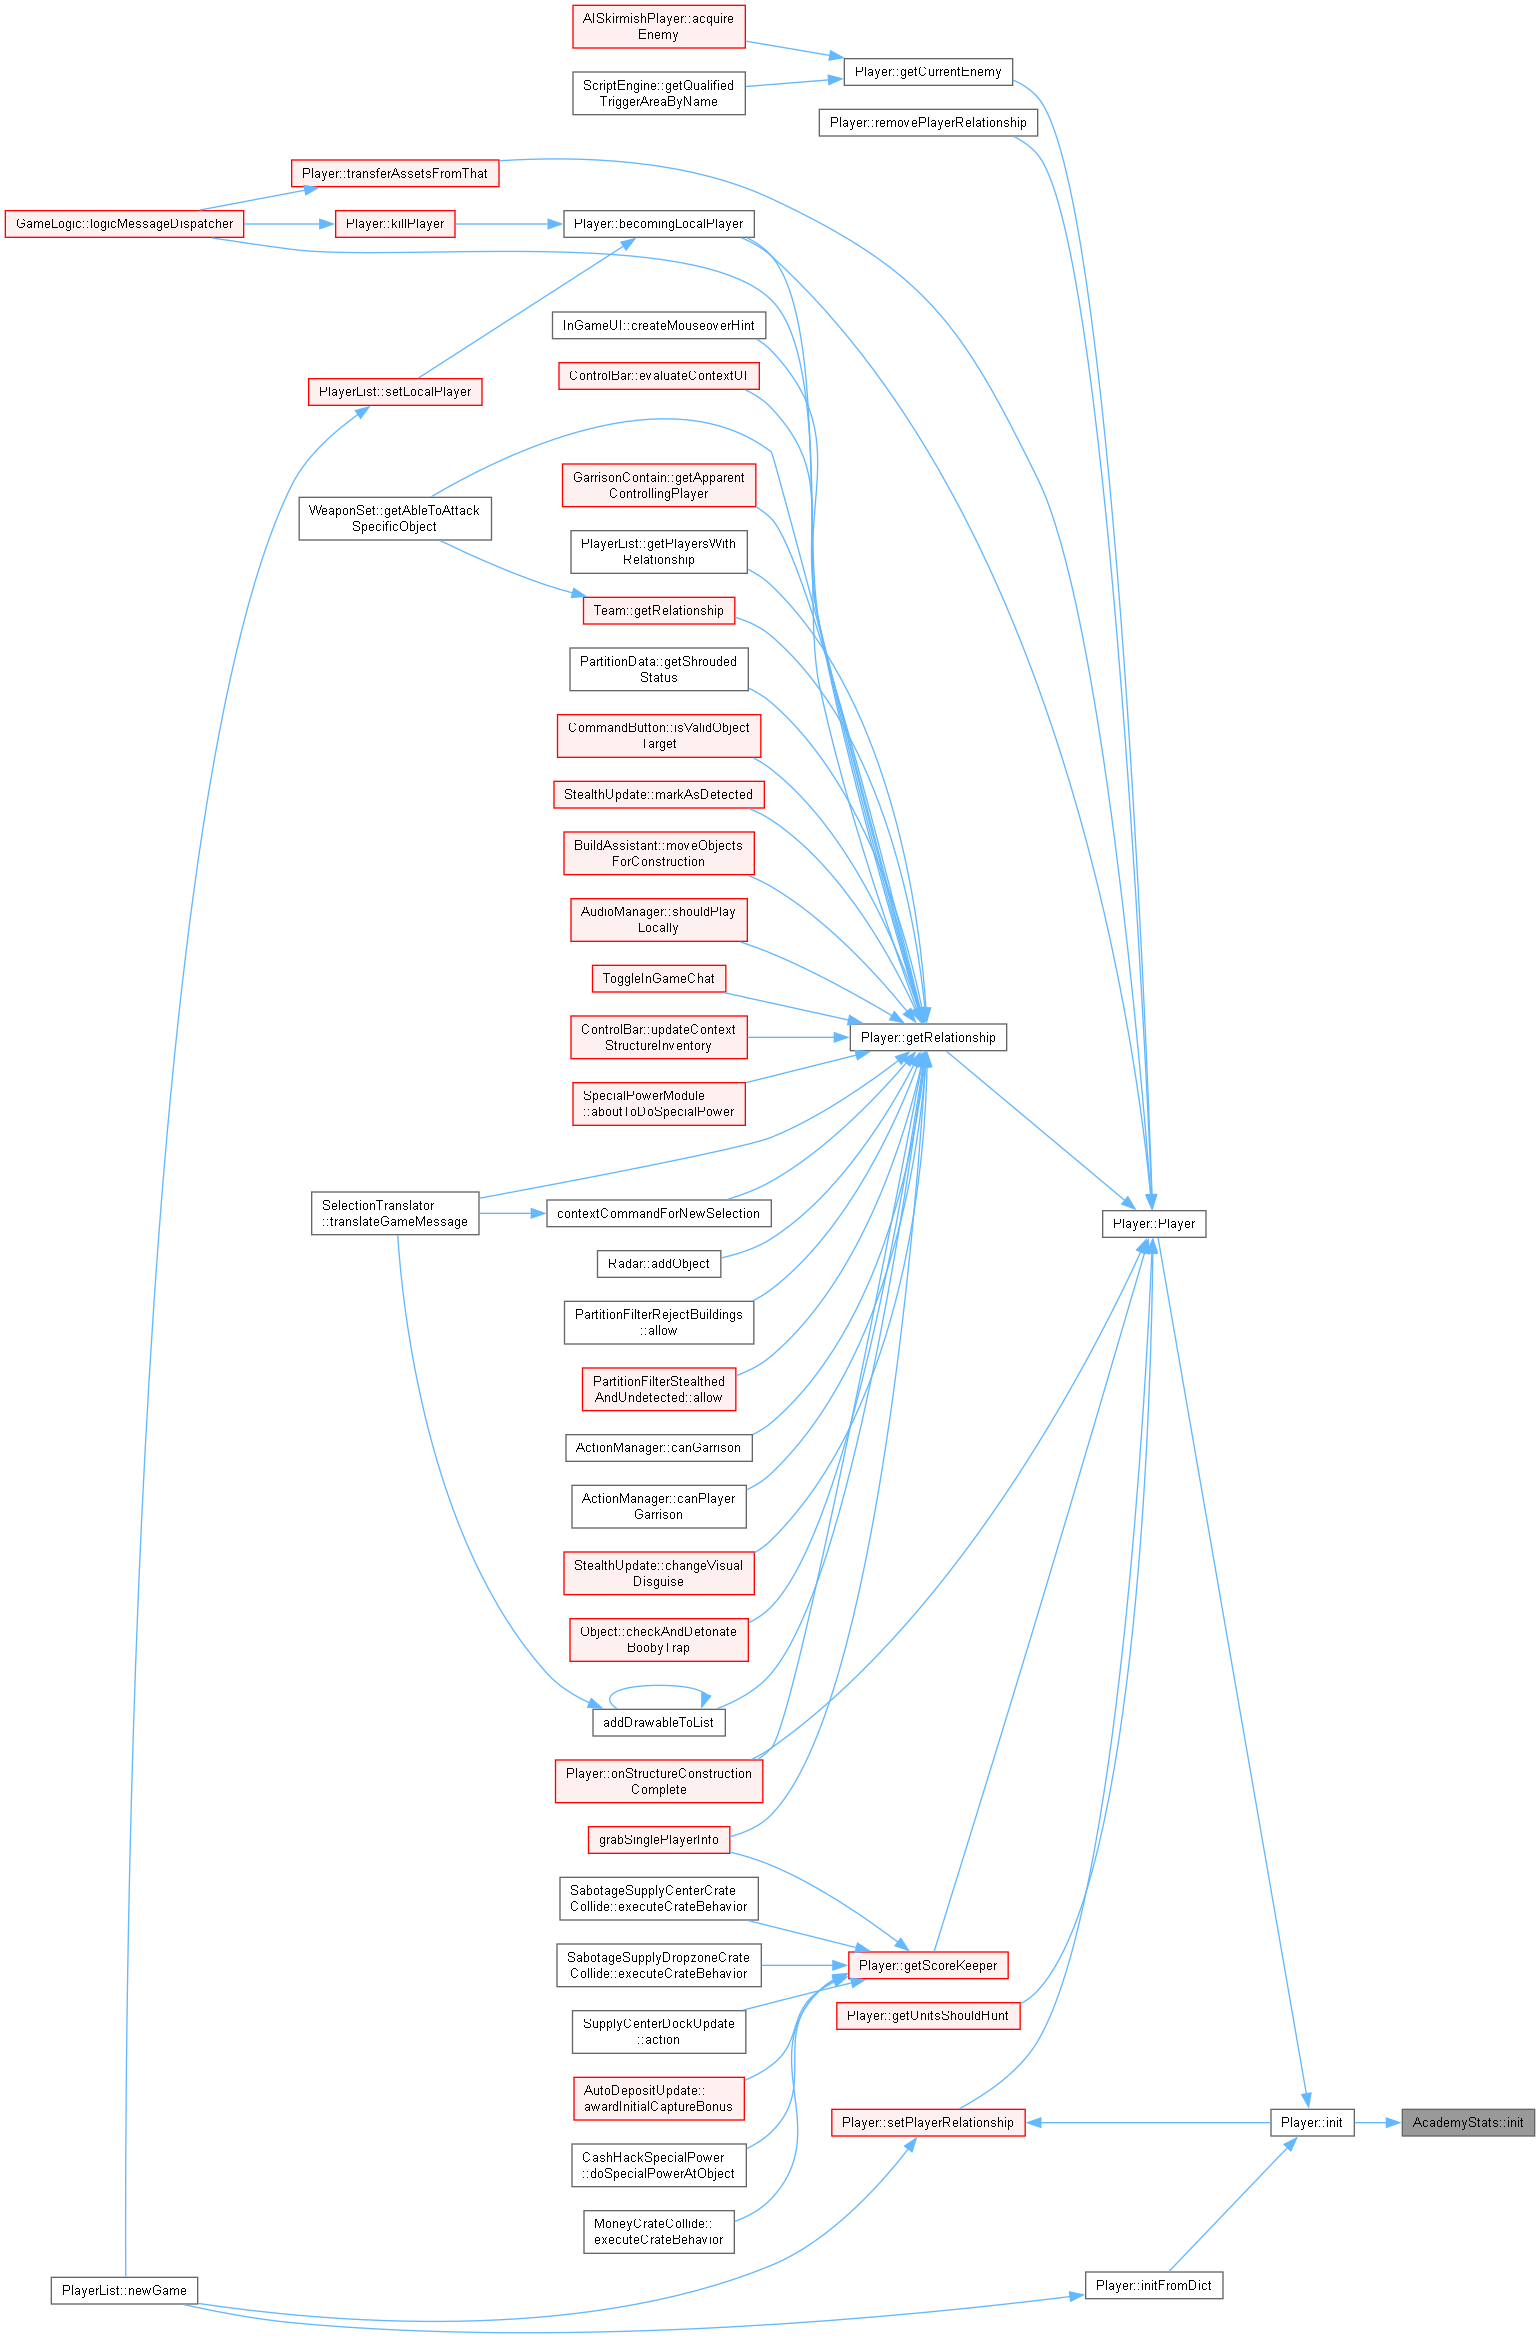 AISkirmishPlayer::acquire
Enemy
Player::getCurrentEnemy
ScriptEngine::getQualified
TriggerAreaByName
Player::removePlayerRelationship
Player::transferAssetsFromThat
GameLogic::logicMessageDispatcher
Player::killPlayer
Player::becomingLocalPlayer
InGameUI::createMouseoverHint
ControlBar::evaluateContextUI
PlayerList::setLocalPlayer
GarrisonContain::getApparent
ControllingPlayer
WeaponSet::getAbleToAttack
SpecificObject
PlayerList::getPlayersWith
Relationship
Team::getRelationship
PartitionData::getShrouded
Status
CommandButton::isValidObject
Target
StealthUpdate::markAsDetected
BuildAssistant::moveObjects
ForConstruction
AudioManager::shouldPlay
Locally
ToggleInGameChat
ControlBar::updateContext
StructureInventory
Player::getRelationship
SpecialPowerModule
::aboutToDoSpecialPower
SelectionTranslator
::translateGameMessage
contextCommandForNewSelection
Player::Player
Radar::addObject
PartitionFilterRejectBuildings
::allow
PartitionFilterStealthed
AndUndetected::allow
ActionManager::canGarrison
ActionManager::canPlayer
Garrison
StealthUpdate::changeVisual
Disguise
Object::checkAndDetonate
BoobyTrap
addDrawableToList
Player::onStructureConstruction
Complete
grabSinglePlayerInfo
SabotageSupplyCenterCrate
Collide::executeCrateBehavior
SabotageSupplyDropzoneCrate
Collide::executeCrateBehavior
Player::getScoreKeeper
SupplyCenterDockUpdate
::action
Player::getUnitsShouldHunt
AutoDepositUpdate::
awardInitialCaptureBonus
Player::setPlayerRelationship
Player::init
AcademyStats::init
CashHackSpecialPower
::doSpecialPowerAtObject
MoneyCrateCollide::
executeCrateBehavior
PlayerList::newGame
Player::initFromDict